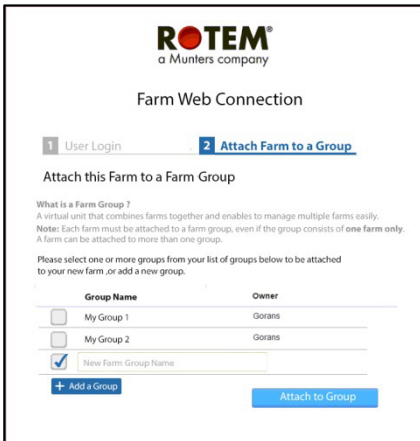 ROTEM®
a Munters company
Farm Web Connection
1 User Login 2 Attach Farm to a Group
Attach this Farm to a Farm Group
What is a Farm Group ?
A virtual unit that combines farms together and enables to manage multiple farms easily.
Note: Each farm must be attached to a farm group, even if the group consists of one farm only.
A farm can be attached to more than one group.
Please select one or more groups from your list of groups below to be attached
to your new farm ,or add a new group.
Group Name Owner
My Group 1 Gorans
My Group 2 Gorans
New Farm Group Name
+ Add a Group
Attach to Group